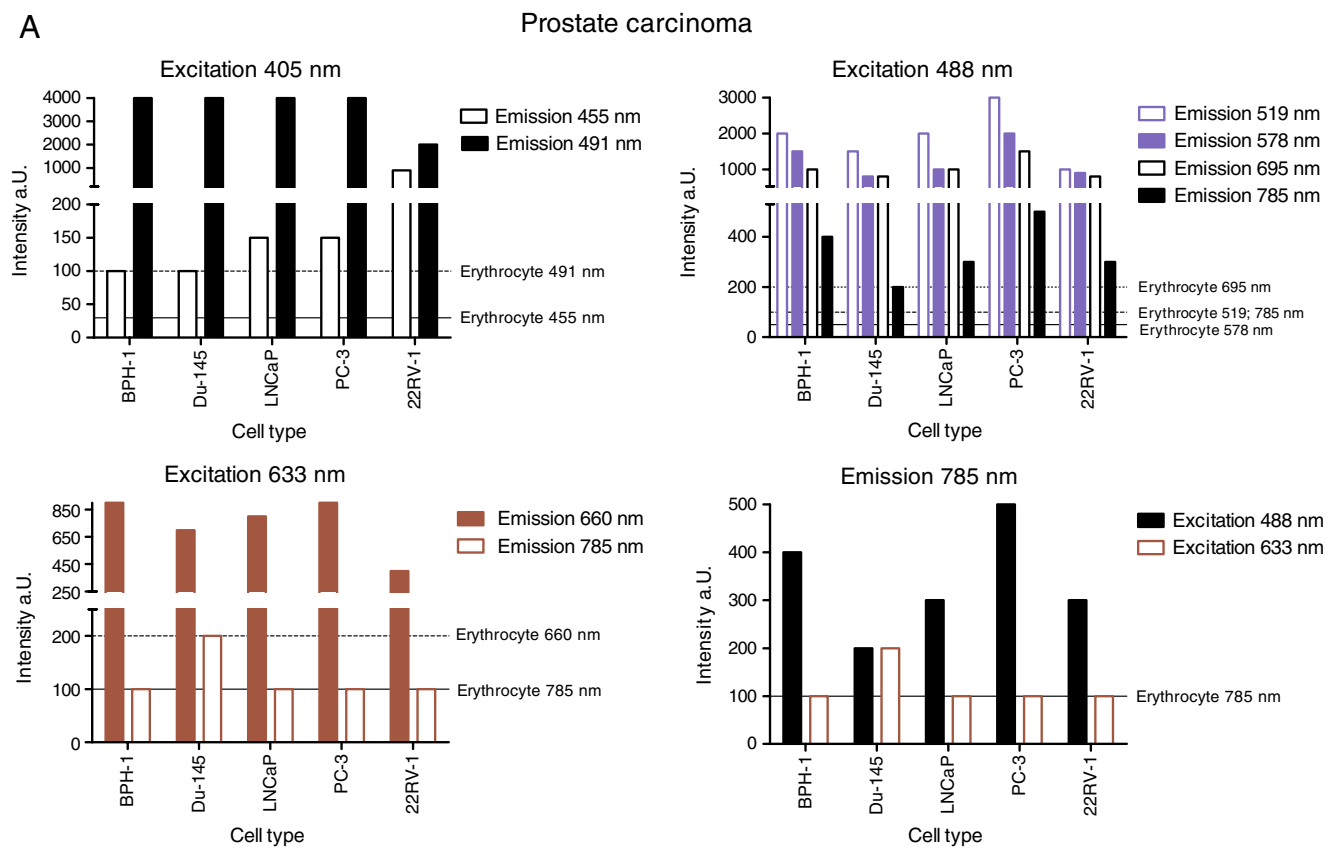 A
Prostate carcinoma
Excitation 405 nm
Intensity a.U.
4000
3000
2000
1000
200
150
100
50
0
Emission 455 nm
Emission 491 nm
Erythrocyte 491 nm
Erythrocyte 455 nm
BPH-1
Du-145
LNCaP
PC-3
22RV-1
Cell type
Excitation 488 nm
Intensity a.U.
3000
2000
1000
400
200
0
Emission 519 nm
Emission 578 nm
Emission 695 nm
Emission 785 nm
Erythrocyte 695 nm
Erythrocyte 519; 785 nm
Erythrocyte 578 nm
BPH-1
Du-145
LNCaP
PC-3
22RV-1
Cell type
Excitation 633 nm
Intensity a.U.
850
650
450
250
200
100
0
Emission 660 nm
Emission 785 nm
Erythrocyte 660 nm
Erythrocyte 785 nm
BPH-1
Du-145
LNCaP
PC-3
22RV-1
Cell type
Emission 785 nm
Intensity a.U.
500
400
300
200
100
0
Excitation 488 nm
Excitation 633 nm
Erythrocyte 785 nm
BPH-1
Du-145
LNCaP
PC-3
22RV-1
Cell type